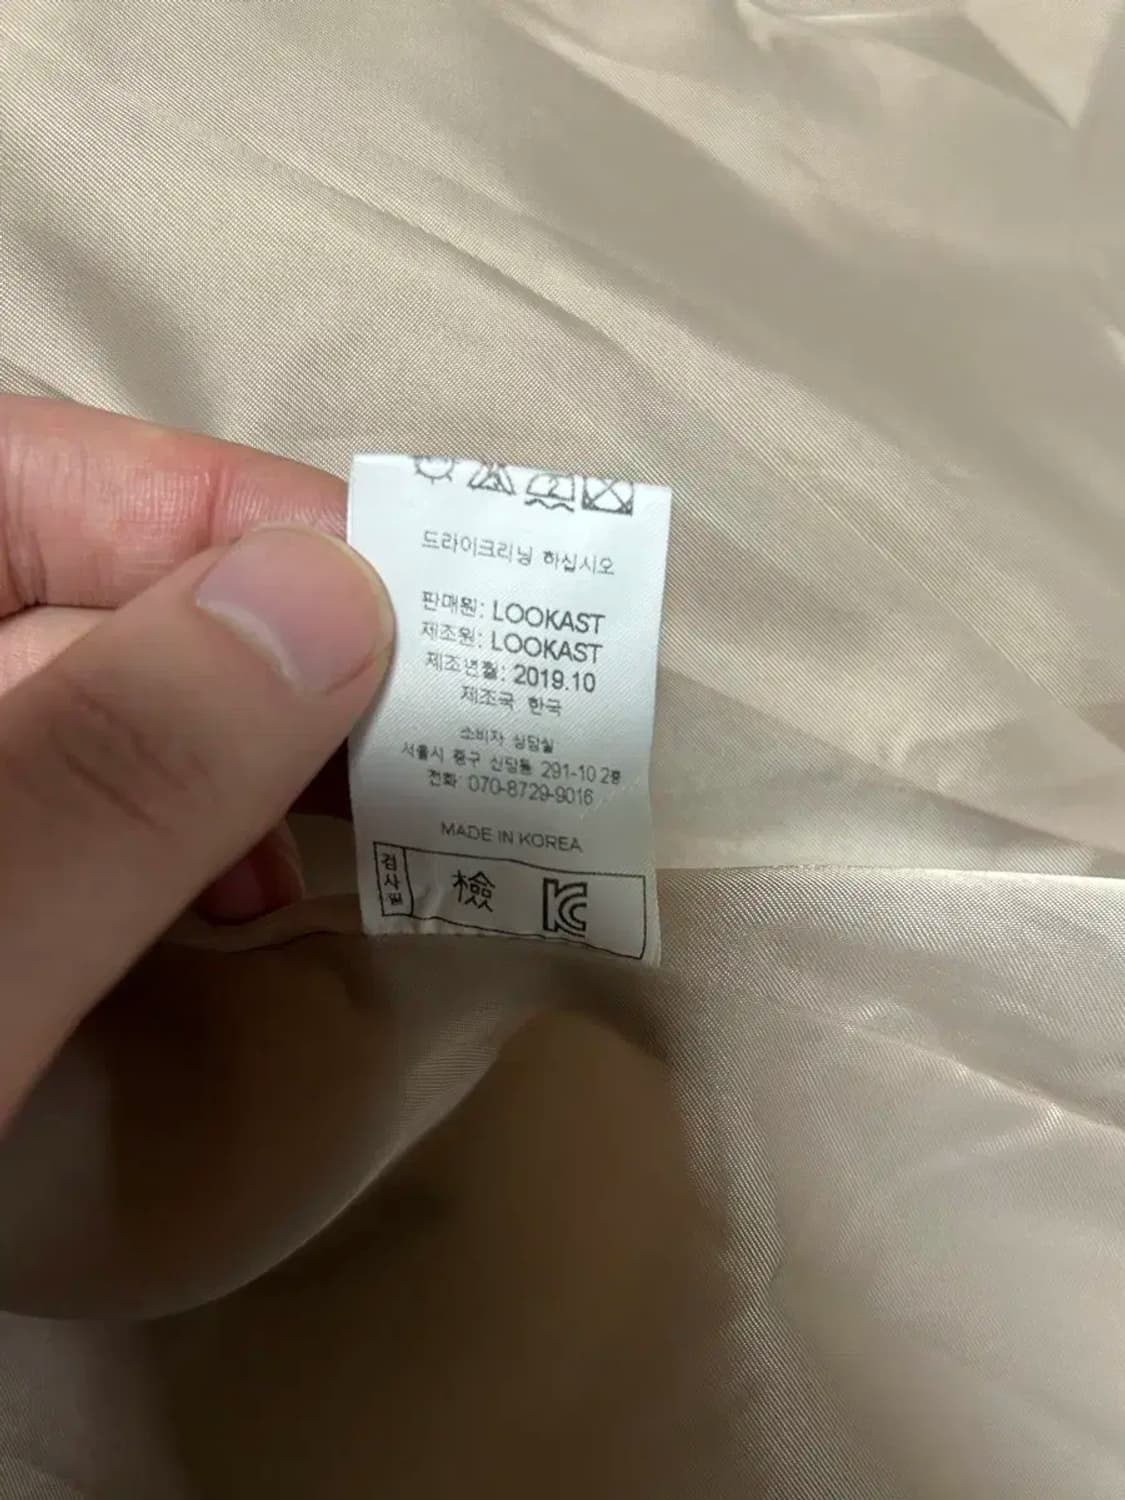 드라이크리닝 하십시오
판매원: LOOKAST
제조원: LOOKAST
제조년월: 2019.10
제조국 한국
소비자 상담실
서울시 중구 신당동 291-10 2층
전화 070-8729-9016
MADE IN KOREA
검사필 檢 KC